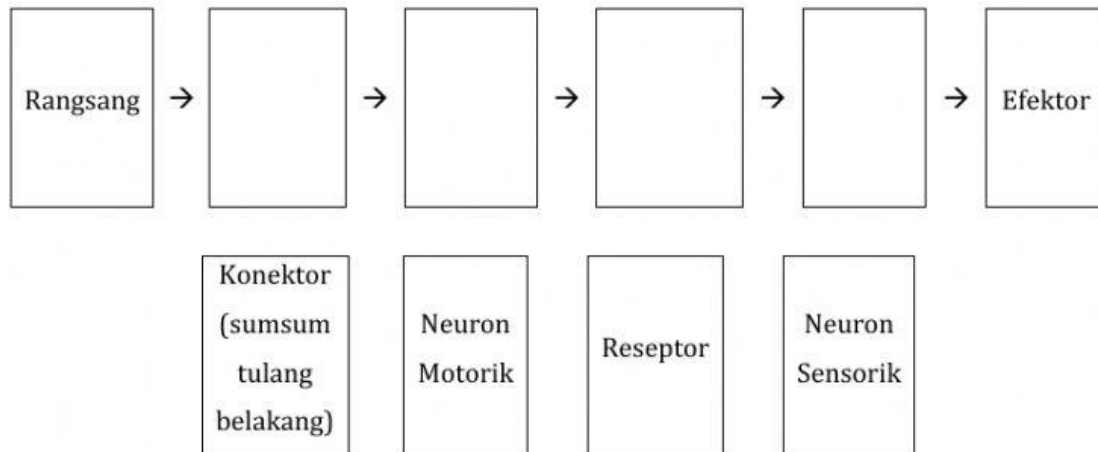 Rangsang → → → → → Efektor
Konektor
(sumsum
tulang
belakang)
Neuron
Motorik
Reseptor
Neuron
Sensorik